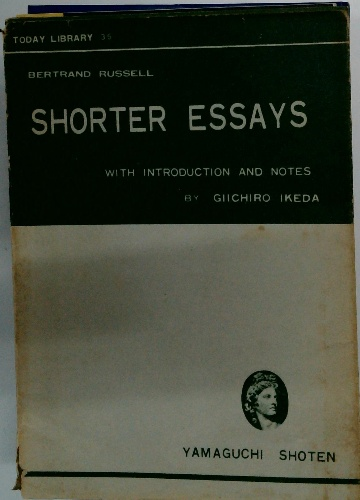 TODAY LIBRARY 35
BERTRAND RUSSELL
SHORTER ESSAYS
WITH INTRODUCTION AND NOTES
BY GIICHIRO IKEDA
YAMAGUCHI SHOTEN